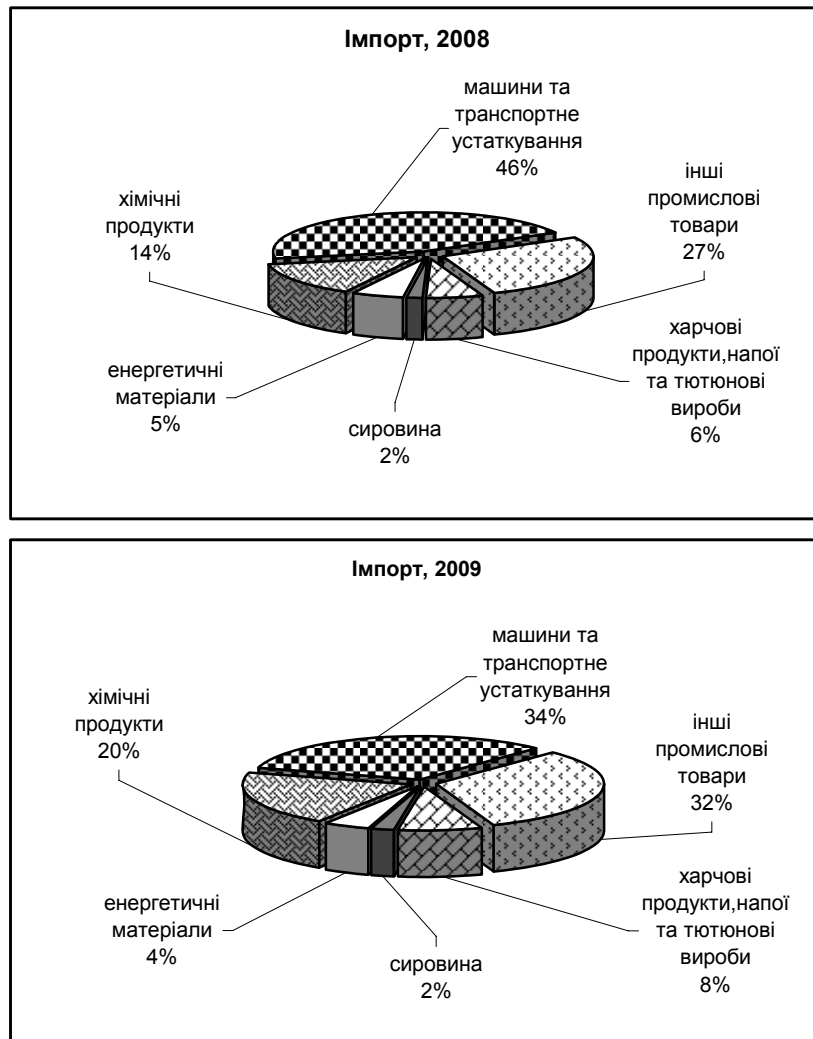 Імпорт, 2008
машини та
транспортне
устаткування
46%
інші
промислові
товари
27%
хімічні
продукти
14%
харчові
продукти,напої
та тютюнові
вироби
6%
енергетичні
матеріали
5%
сировина
2%
Імпорт, 2009
машини та
транспортне
устаткування
34%
інші
промислові
товари
32%
хімічні
продукти
20%
харчові
продукти,напої
та тютюнові
вироби
8%
енергетичні
матеріали
4%
сировина
2%